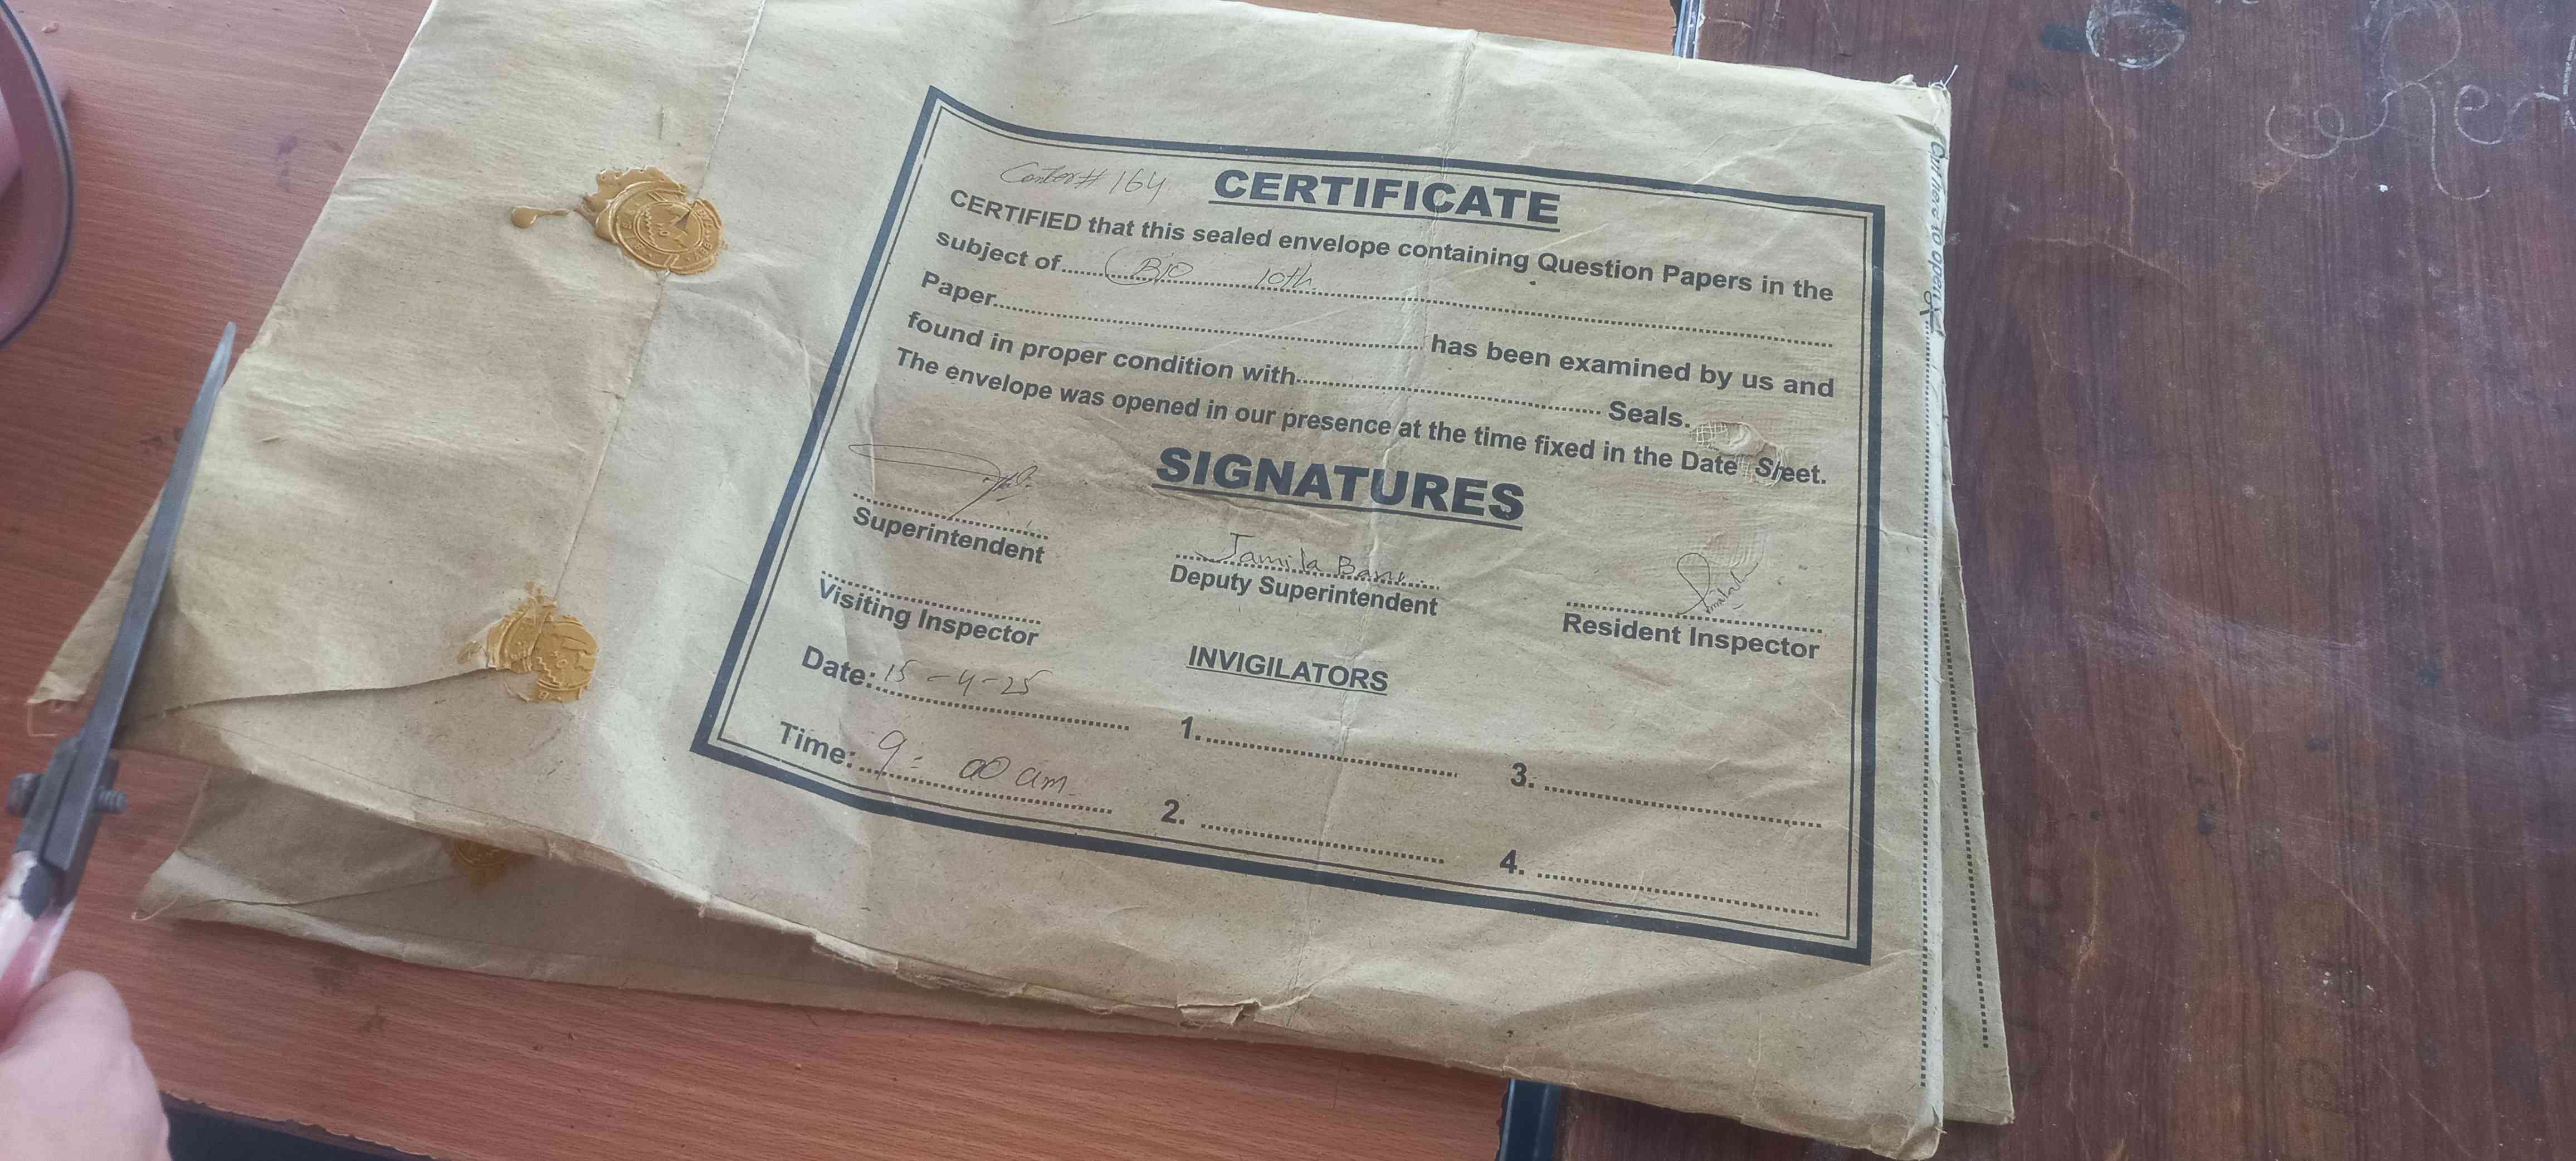 Center# 164
CERTIFICATE
CERTIFIED that this sealed envelope containing Question Papers in the
subject of Bio 10th
Paper has been examined by us and
found in proper condition with Seals.
The envelope was opened in our presence at the time fixed in the Date Sheet.
SIGNATURES
Superintendent
Jamila Bano
Deputy Superintendent
Resident Inspector
Visiting Inspector
INVIGILATORS
Date: 15-4-25
Time: 9:00 am
1.
2.
3.
4.
Cut here to open